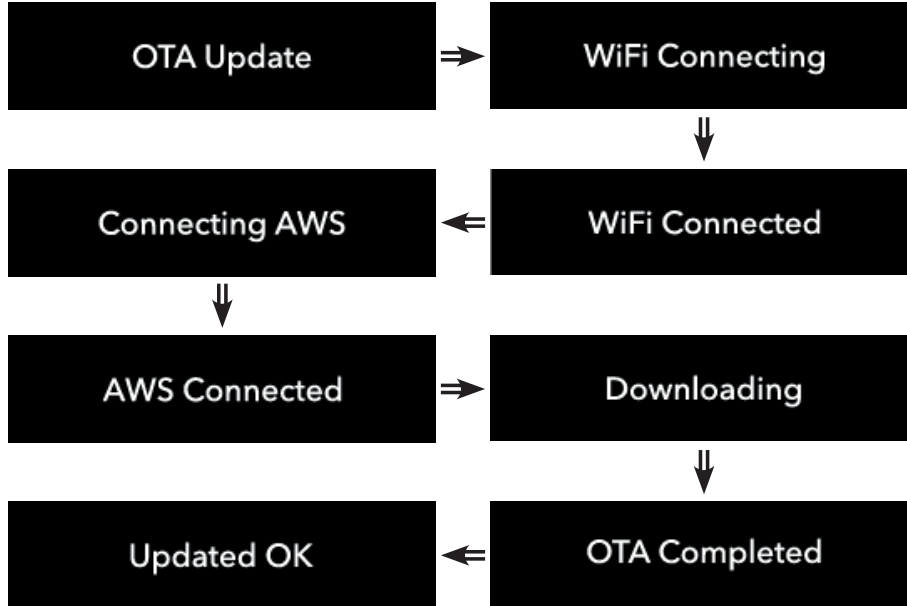 OTA Update
WiFi Connecting
WiFi Connected
Connecting AWS
AWS Connected
Downloading
OTA Completed
Updated OK